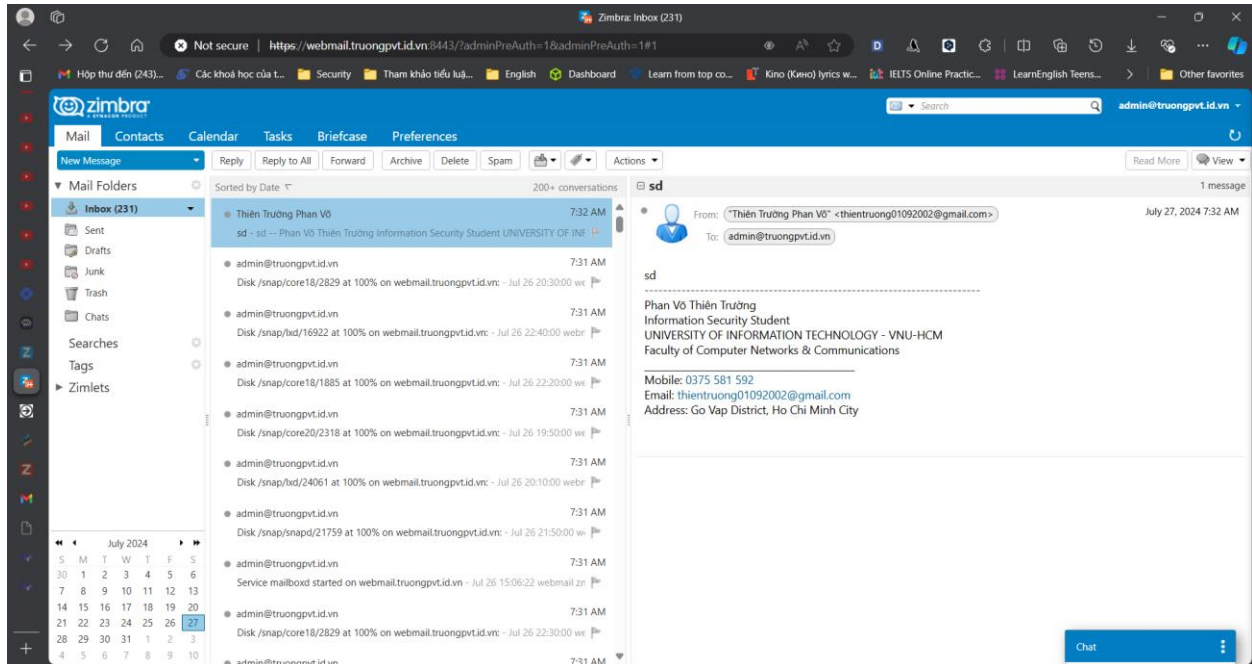 Zimbra: Inbox (231)
Not secure | https://webmail.truongpvt.id.vn:8443/?adminPreAuth=1&adminPreAuth=1#1
Hộp thư đến (243)... Các khoá học của t... Security Tham khảo tiểu luậ... English Dashboard Learn from top co... Kino (Кино) lyrics w... IELTS Online Practic... LearnEnglish Teens... Other favorites
zimbra
A SYNACOR PRODUCT
Search
admin@truongpvt.id.vn
Mail Contacts Calendar Tasks Briefcase Preferences
New Message Reply Reply to All Forward Archive Delete Spam Actions Read More View
Mail Folders
Inbox (231)
Sent
Drafts
Junk
Trash
Chats
Searches
Tags
Zimlets
July 2024
S M T W T F S
30 1 2 3 4 5 6
7 8 9 10 11 12 13
14 15 16 17 18 19 20
21 22 23 24 25 26 27
28 29 30 31 1 2 3
4 5 6 7 8 9 10
Sorted by Date 200+ conversations
Thiên Trường Phan Võ 7:32 AM
sd - sd -- Phan Võ Thiên Trường Information Security Student UNIVERSITY OF INF
admin@truongpvt.id.vn 7:31 AM
Disk /snap/core18/2829 at 100% on webmail.truongpvt.id.vn: - Jul 26 20:30:00 we
admin@truongpvt.id.vn 7:31 AM
Disk /snap/lxd/16922 at 100% on webmail.truongpvt.id.vn: - Jul 26 22:40:00 webr
admin@truongpvt.id.vn 7:31 AM
Disk /snap/core18/1885 at 100% on webmail.truongpvt.id.vn: - Jul 26 22:20:00 we
admin@truongpvt.id.vn 7:31 AM
Disk /snap/core20/2318 at 100% on webmail.truongpvt.id.vn: - Jul 26 19:50:00 we
admin@truongpvt.id.vn 7:31 AM
Disk /snap/lxd/24061 at 100% on webmail.truongpvt.id.vn: - Jul 26 20:10:00 webr
admin@truongpvt.id.vn 7:31 AM
Disk /snap/snapd/21759 at 100% on webmail.truongpvt.id.vn: - Jul 26 21:50:00 w
admin@truongpvt.id.vn 7:31 AM
Service mailboxd started on webmail.truongpvt.id.vn - Jul 26 15:06:22 webmail zn
admin@truongpvt.id.vn 7:31 AM
Disk /snap/core18/2829 at 100% on webmail.truongpvt.id.vn: - Jul 26 22:30:00 we
admin@truongpvt.id.vn 7:31 AM
sd 1 message
From: "Thiên Trường Phan Võ" <thientruong01092002@gmail.com> July 27, 2024 7:32 AM
To: admin@truongpvt.id.vn
sd
Phan Võ Thiên Trường
Information Security Student
UNIVERSITY OF INFORMATION TECHNOLOGY - VNU-HCM
Faculty of Computer Networks & Communications
Mobile: 0375 581 592
Email: thientruong01092002@gmail.com
Address: Go Vap District, Ho Chi Minh City
Chat